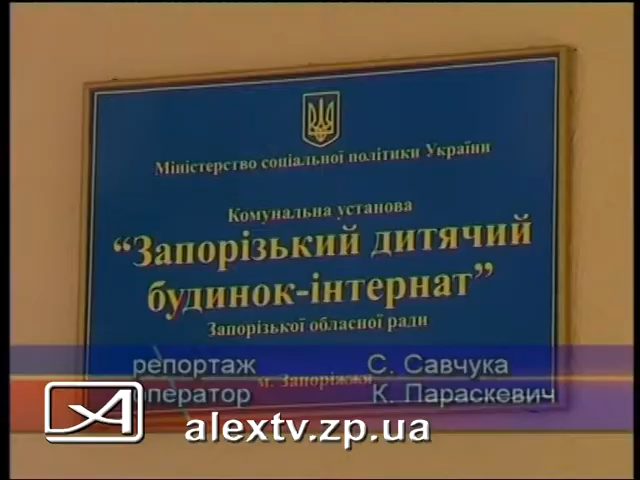 Міністерство соціальної політики України
Комунальна установа
“Запорізький дитячий
будинок-інтернат”
Запорізької обласної ради
м. Запоріжжя
репортаж С. Савчука
оператор К. Параскевич
alextv.zp.ua